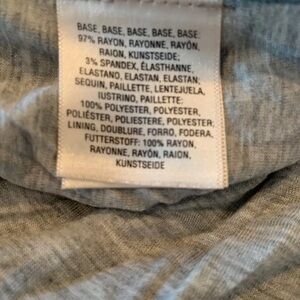 BASE, BASE, BASE, BASE, BASE:
97% RAYON, RAYONNE, RAYÓN,
RAION, KUNSTSEIDE;
3% SPANDEX, ÉLASTHANNE,
ELASTANO, ELASTAN, ELASTAN;
SEQUIN, PAILLETTE, LENTEJUELA,
IUSTRINO, PAILLETTE:
100% POLYESTER, POLYESTER,
POLIÉSTER, POLIESTERE, POLYESTER;
LINING, DOUBLURE, FORRO, FODERA,
FUTTERSTOFF: 100% RAYON,
RAYONNE, RAYÓN, RAION,
KUNSTSEIDE